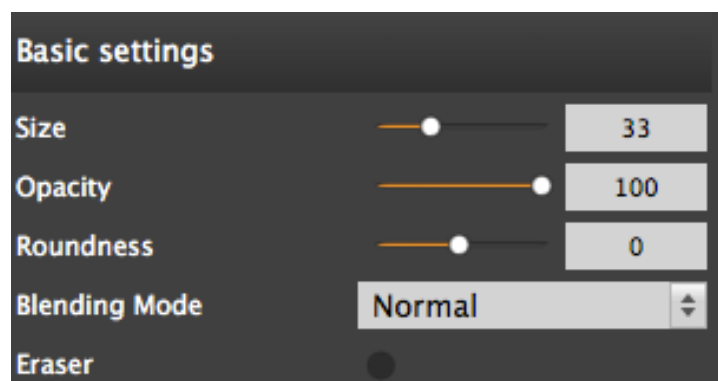 Basic settings
Size 33
Opacity 100
Roundness 0
Blending Mode Normal
Eraser